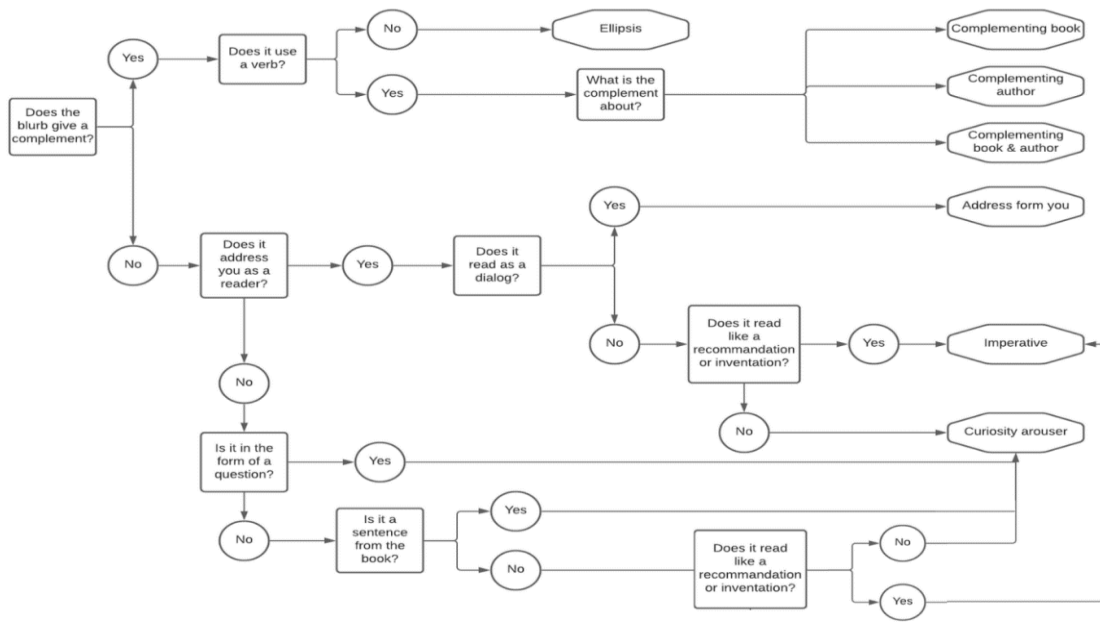 No
Ellipsis
Complementing book
Yes
Does it use
a verb?
Yes
What is the
complement
about?
Complementing
author
Does the
blurb give a
complement?
Complementing
book & author
Yes
Address form you
No
Does it
address
you as a
reader?
Yes
Does it
read as a
dialog?
No
Does it read
like a
recommandation
or inventation?
Yes
Imperative
No
No
Curiosity arouser
Is it in the
form of a
question?
Yes
No
Is it a
sentence
from the
book?
Yes
No
Does it read
like a
recommandation
or inventation?
No
Yes